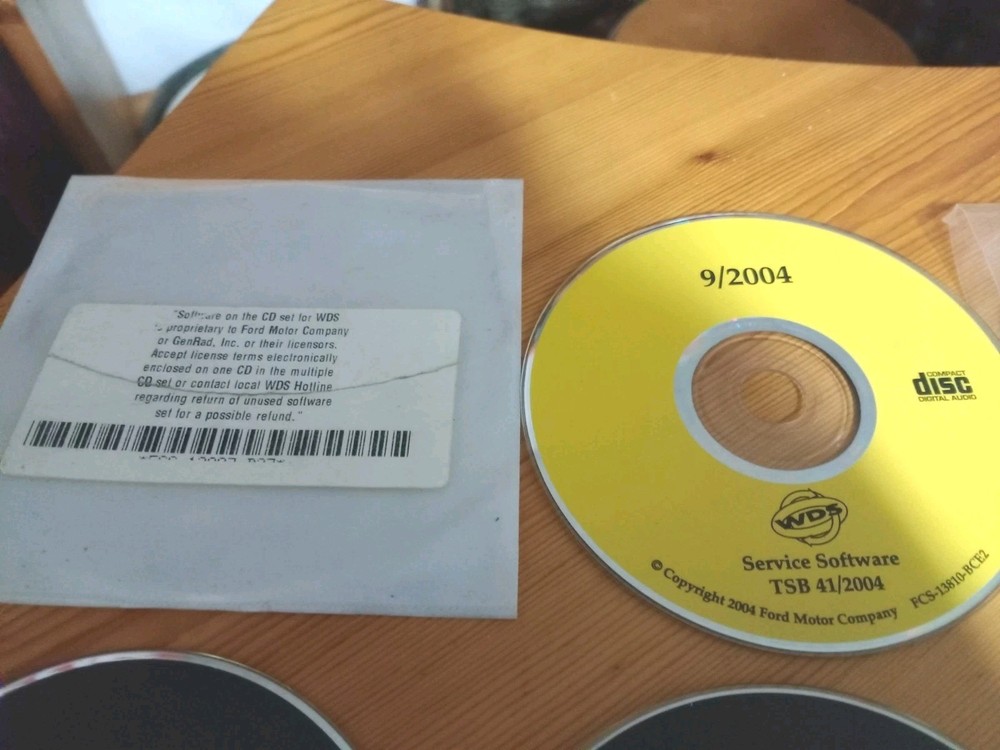 "Software on the CD set for WDS
is proprietary to Ford Motor Company
or GenRad, Inc. or their licensors.
Accept license terms electronically
enclosed on one CD in the multiple
CD set or contact local WDS Hotline
regarding return of unused software
set for a possible refund."
9/2004
COMPACT
disc
DIGITAL AUDIO
WDS
Service Software
TSB 41/2004
© Copyright 2004 Ford Motor Company FCS-13810-BCE2